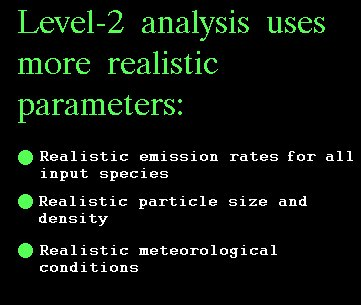 Level-2 analysis uses
more realistic
parameters:
Realistic emission rates for all
input species
Realistic particle size and
density
Realistic meteorological
conditions